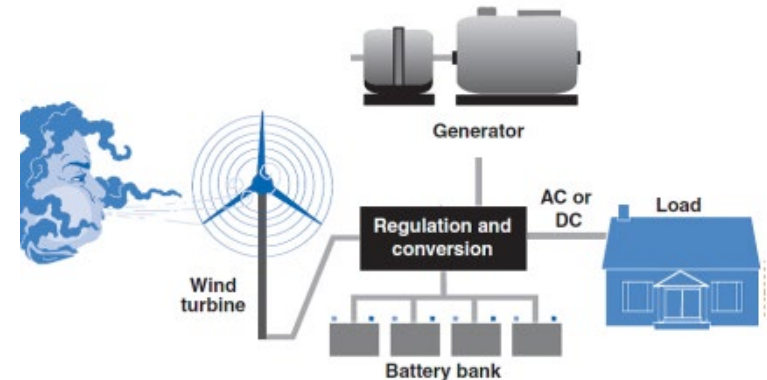 Generator
AC or
DC
Load
Regulation and
conversion
Wind
turbine
Battery bank